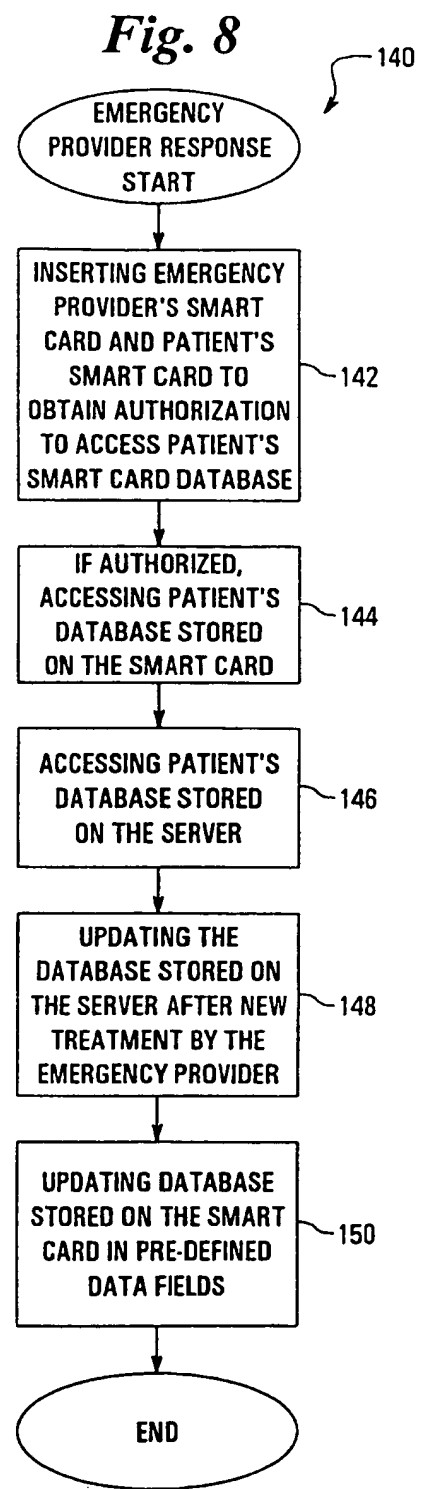 Fig. 8
140
EMERGENCY
PROVIDER RESPONSE
START
INSERTING EMERGENCY
PROVIDER'S SMART
CARD AND PATIENT'S
SMART CARD TO
OBTAIN AUTHORIZATION
TO ACCESS PATIENT'S
SMART CARD DATABASE
142
IF AUTHORIZED,
ACCESSING PATIENT'S
DATABASE STORED
ON THE SMART CARD
144
ACCESSING PATIENT'S
DATABASE STORED
ON THE SERVER
146
UPDATING THE
DATABASE STORED ON
THE SERVER AFTER NEW
TREATMENT BY THE
EMERGENCY PROVIDER
148
UPDATING DATABASE
STORED ON THE SMART
CARD IN PRE-DEFINED
DATA FIELDS
150
END